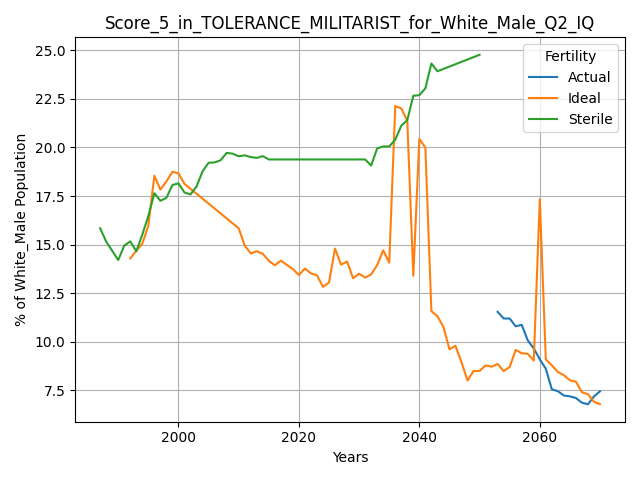 Score_5_in_TOLERANCE_MILITARIST_for_White_Male_Q2_IQ
% of White_Male Population
25.0
22.5
20.0
17.5
15.0
12.5
10.0
7.5
Fertility
Actual
Ideal
Sterile
2000
2020
2040
2060
Years